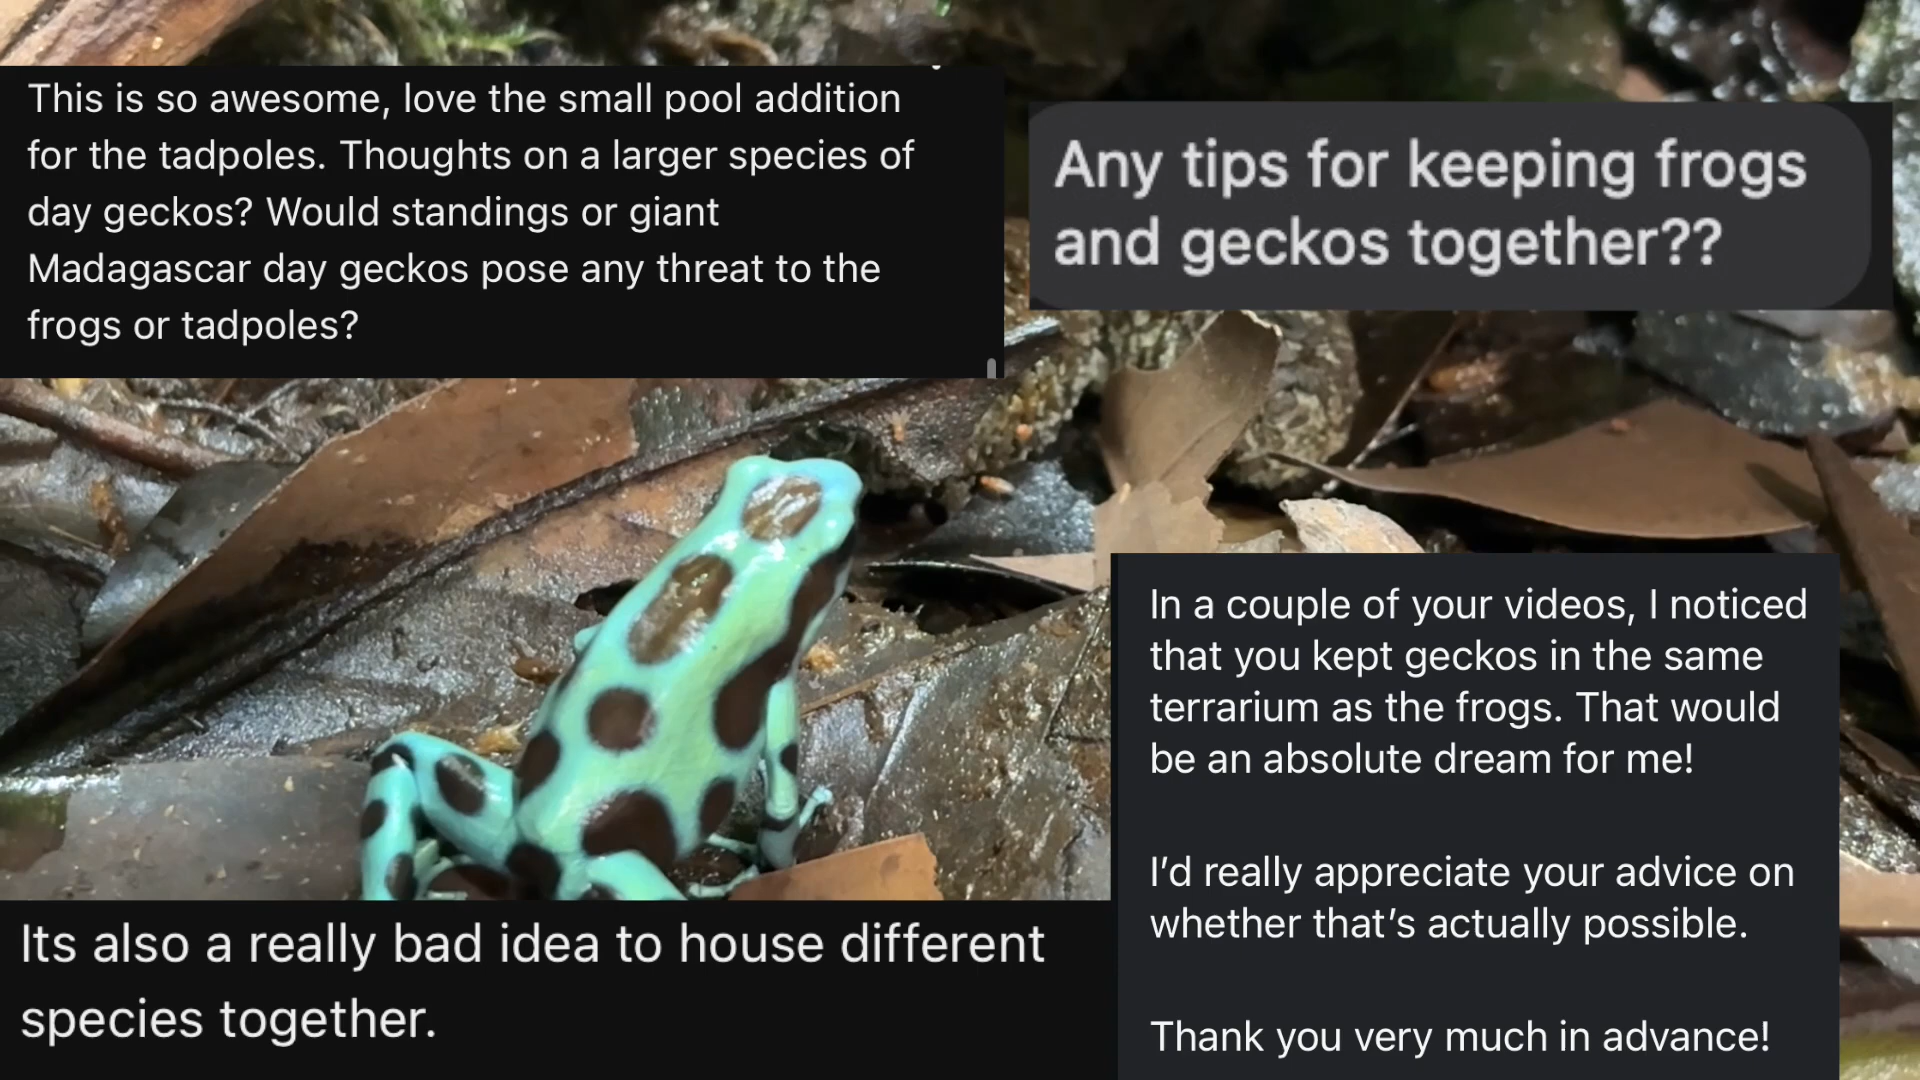 This is so awesome, love the small pool addition
for the tadpoles. Thoughts on a larger species of
day geckos? Would standings or giant
Madagascar day geckos pose any threat to the
frogs or tadpoles?
Any tips for keeping frogs
and geckos together??
In a couple of your videos, I noticed
that you kept geckos in the same
terrarium as the frogs. That would
be an absolute dream for me!
I’d really appreciate your advice on
whether that’s actually possible.
Thank you very much in advance!
Its also a really bad idea to house different
species together.